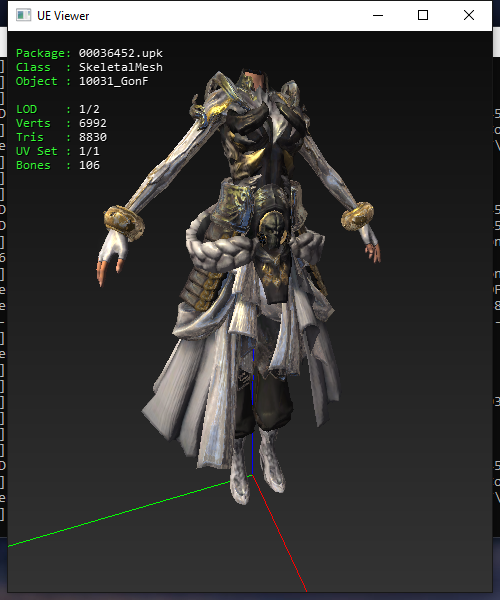 UE Viewer
Package: 00036452.upk
Class : SkeletalMesh
Object : 10031_GonF
LOD : 1/2
Verts : 6992
Tris : 8830
UV Set : 1/1
Bones : 106